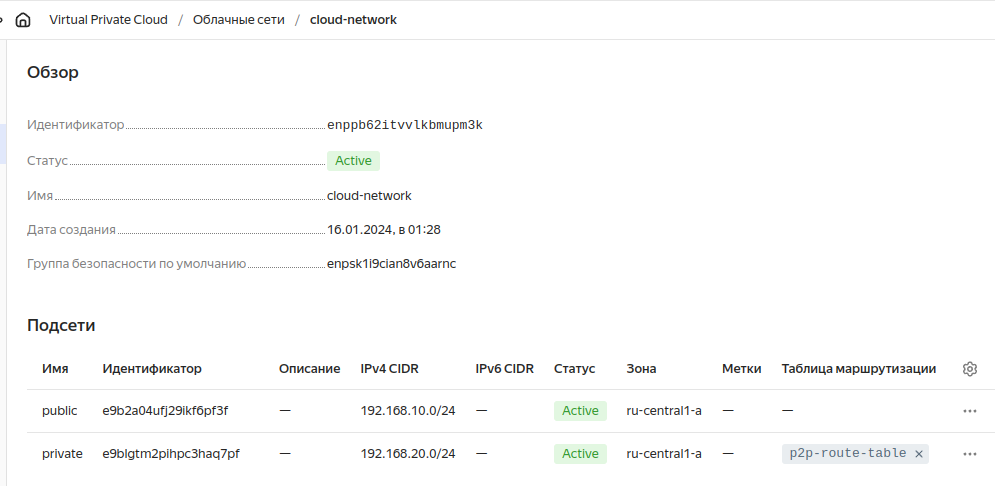 Virtual Private Cloud / Облачные сети / cloud-network
Обзор
Идентификатор enppb62itvvlkbmupm3k
Статус Active
Имя cloud-network
Дата создания 16.01.2024, в 01:28
Группа безопасности по умолчанию enpsk1l9cian8v6aarnc
Подсети
Имя Идентификатор Описание IPv4 CIDR IPv6 CIDR Статус Зона Метки Таблица маршрутизации
public e9b2a04ufj29ikf6pf3f — 192.168.10.0/24 — Active ru-central1-a — —
private e9blgtm2pihpc3haq7pf — 192.168.20.0/24 — Active ru-central1-a — p2p-route-table ×